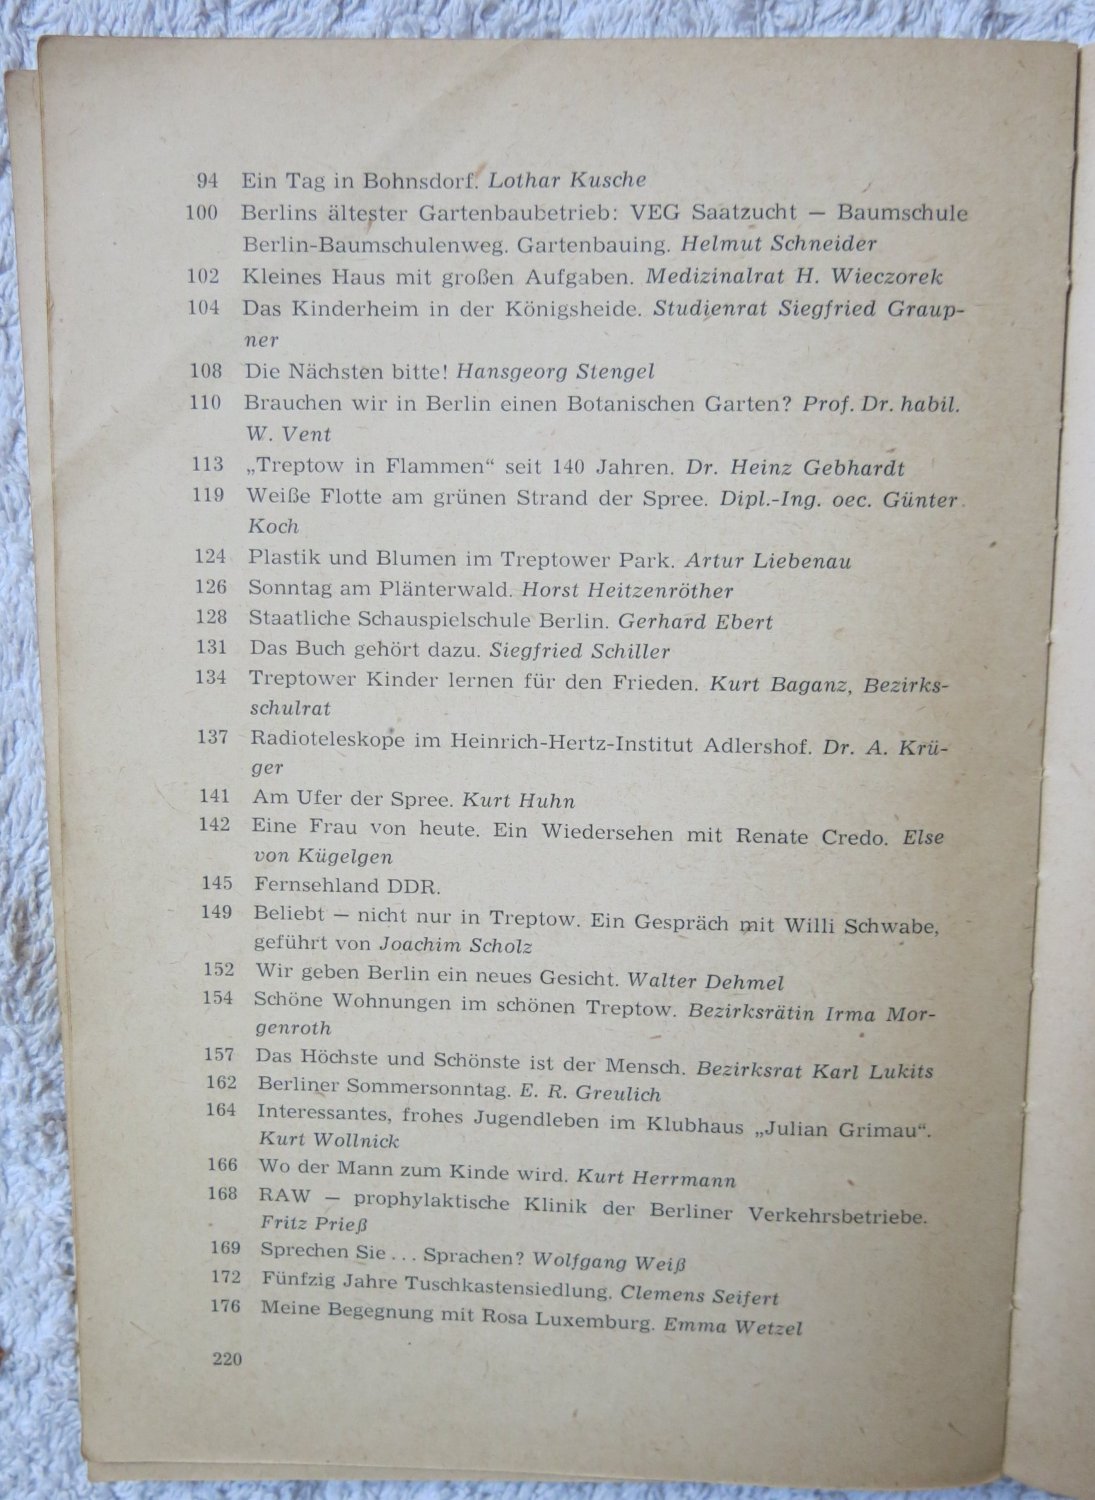 94 Ein Tag in Bohnsdorf. Lothar Kusche
100 Berlins ältester Gartenbaubetrieb: VEG Saatzucht — Baumschule
Berlin-Baumschulenweg. Gartenbauing. Helmut Schneider
102 Kleines Haus mit großen Aufgaben. Medizinalrat H. Wieczorek
104 Das Kinderheim in der Königsheide. Studienrat Siegfried Graup-
ner
108 Die Nächsten bitte! Hansgeorg Stengel
110 Brauchen wir in Berlin einen Botanischen Garten? Prof. Dr. habil.
W. Vent
113 „Treptow in Flammen“ seit 140 Jahren. Dr. Heinz Gebhardt
119 Weiße Flotte am grünen Strand der Spree. Dipl.-Ing. oec. Günter
Koch
124 Plastik und Blumen im Treptower Park. Artur Liebenau
126 Sonntag am Plänterwald. Horst Heitzenröther
128 Staatliche Schauspielschule Berlin. Gerhard Ebert
131 Das Buch gehört dazu. Siegfried Schiller
134 Treptower Kinder lernen für den Frieden. Kurt Baganz, Bezirks-
schulrat
137 Radioteleskope im Heinrich-Hertz-Institut Adlershof. Dr. A. Krü-
ger
141 Am Ufer der Spree. Kurt Huhn
142 Eine Frau von heute. Ein Wiedersehen mit Renate Credo. Else
von Kügelgen
145 Fernsehland DDR.
149 Beliebt — nicht nur in Treptow. Ein Gespräch mit Willi Schwabe,
geführt von Joachim Scholz
152 Wir geben Berlin ein neues Gesicht. Walter Dehmel
154 Schöne Wohnungen im schönen Treptow. Bezirksrätin Irma Mor-
genroth
157 Das Höchste und Schönste ist der Mensch. Bezirksrat Karl Lukits
162 Berliner Sommersonntag. E. R. Greulich
164 Interessantes, frohes Jugendleben im Klubhaus „Julian Grimau“.
Kurt Wollnick
166 Wo der Mann zum Kinde wird. Kurt Herrmann
168 RAW — prophylaktische Klinik der Berliner Verkehrsbetriebe.
Fritz Prieß
169 Sprechen Sie ... Sprachen? Wolfgang Weiß
172 Fünfzig Jahre Tuschkastensiedlung. Clemens Seifert
176 Meine Begegnung mit Rosa Luxemburg. Emma Wetzel
220